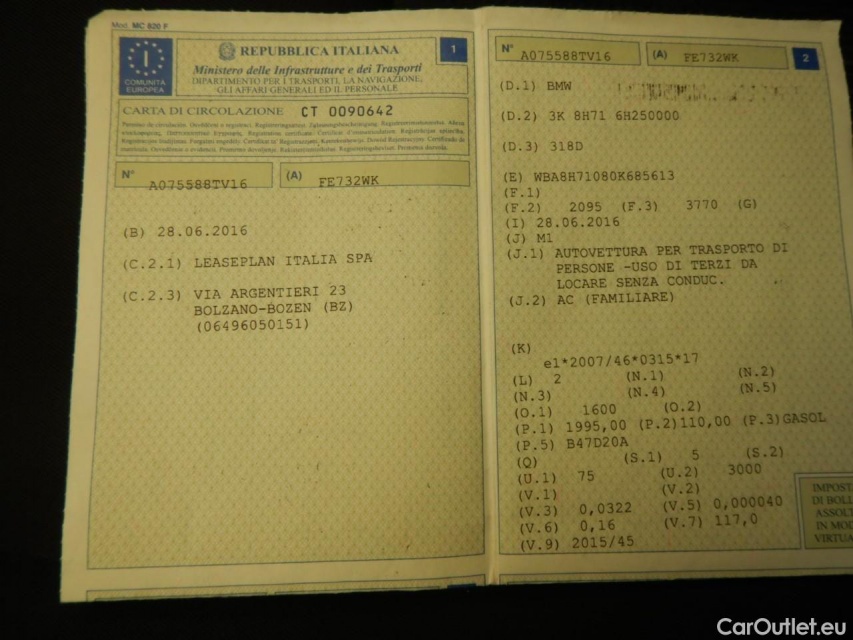 Mod. MC 820 F
I
COMUNITÀ
EUROPEA
REPUBBLICA ITALIANA
1
Ministero delle Infrastrutture e dei Trasporti
DIPARTIMENTO PER I TRASPORTI, LA NAVIGAZIONE,
GLI AFFARI GENERALI ED IL PERSONALE
CARTA DI CIRCOLAZIONE CT 0090642
N° A075588TV16 (A) FE732WK
(B) 28.06.2016
(C.2.1) LEASEPLAN ITALIA SPA
(C.2.3) VIA ARGENTIERI 23
BOLZANO-BOZEN (BZ)
(06496050151)
N° A075588TV16 (A) FE732WK
2
(D.1) BMW
(D.2) 3K 8H71 6H250000
(D.3) 318D
(E) WBA8H71080K685613
(F.1)
(F.2) 2095 (F.3) 3770 (G)
(I) 28.06.2016
(J) M1
(J.1) AUTOVETTURA PER TRASPORTO DI
PERSONE -USO DI TERZI DA
LOCARE SENZA CONDUC.
(J.2) AC (FAMILIARE)
(K)
e1*2007/46*0315*17
(L) 2 (N.1) (N.2)
(N.3) (N.4) (N.5)
(O.1) 1600 (O.2)
(P.1) 1995,00 (P.2)110,00 (P.3)GASOL
(P.5) B47D20A
(Q) (S.1) 5 (S.2)
(U.1) 75 (U.2) 3000
(V.1) (V.2)
(V.3) 0,0322 (V.5) 0,000040
(V.6) 0,16 (V.7) 117,0
(V.9) 2015/45
IMPOST
DI BOLL
ASSOLT
IN MOD
VIRTUA
CarOutlet.eu